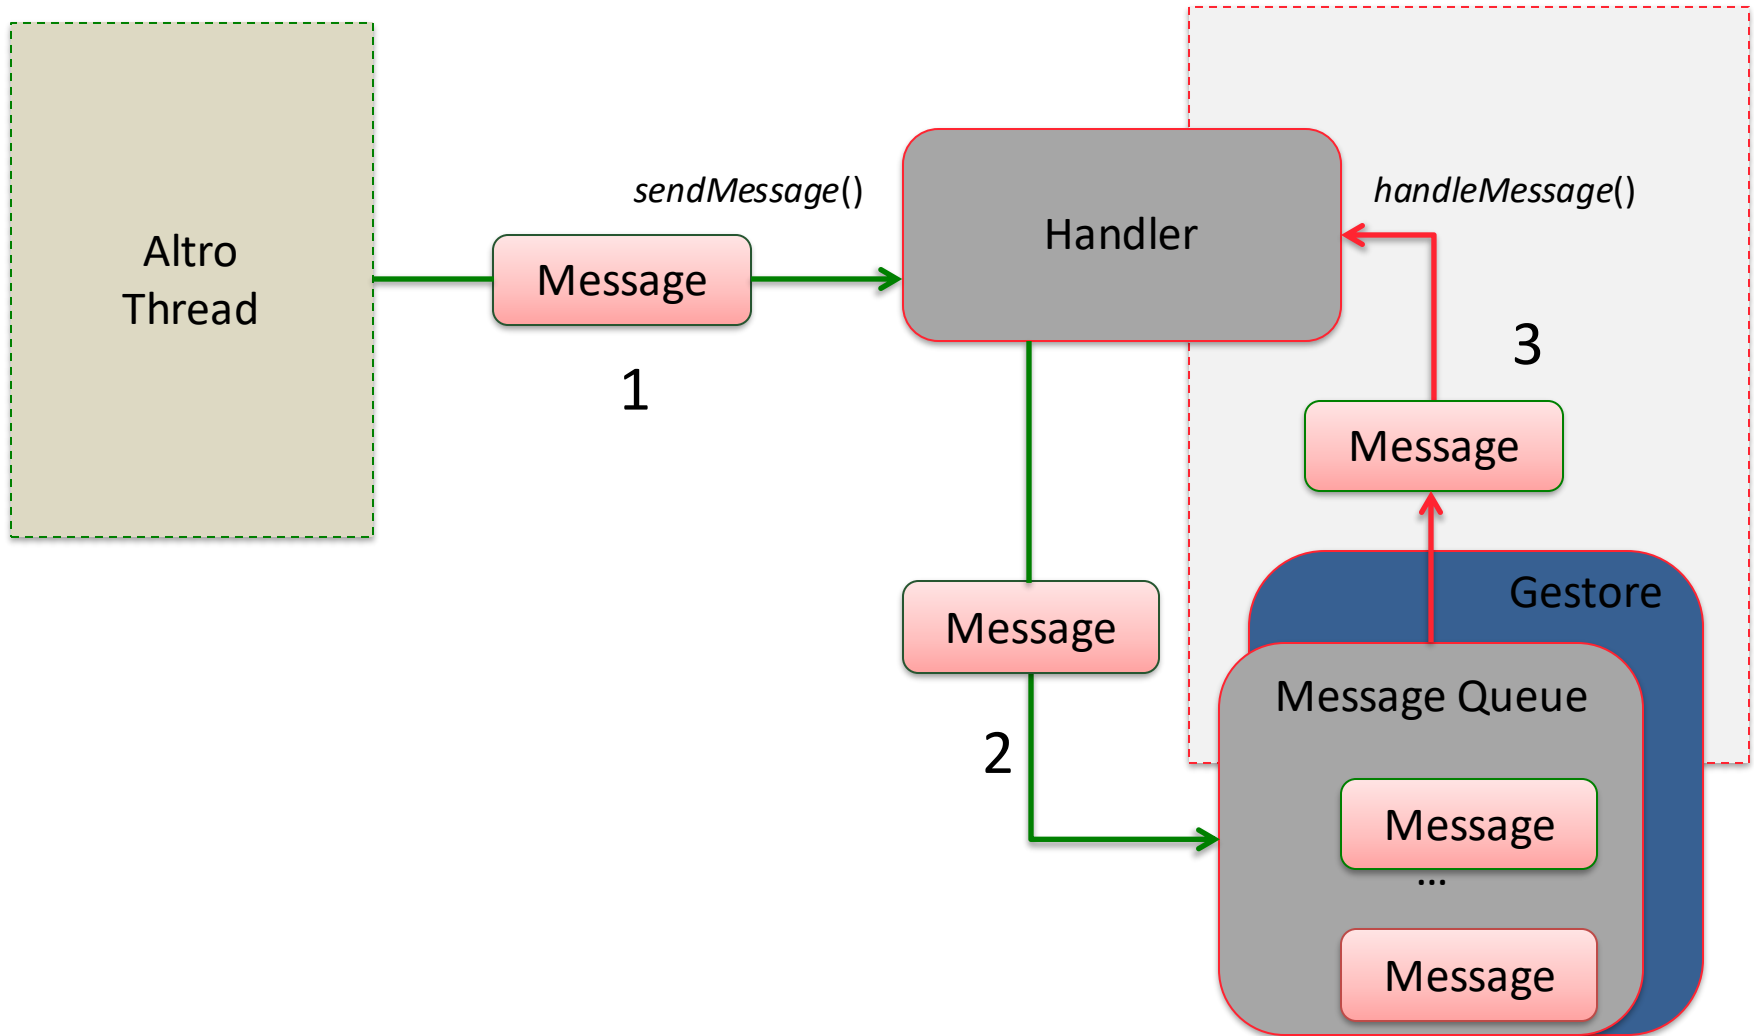 Altro
Thread
sendMessage()
Message
1
Handler
handleMessage()
3
Message
Message
2
Gestore
Message Queue
Message
...
Message